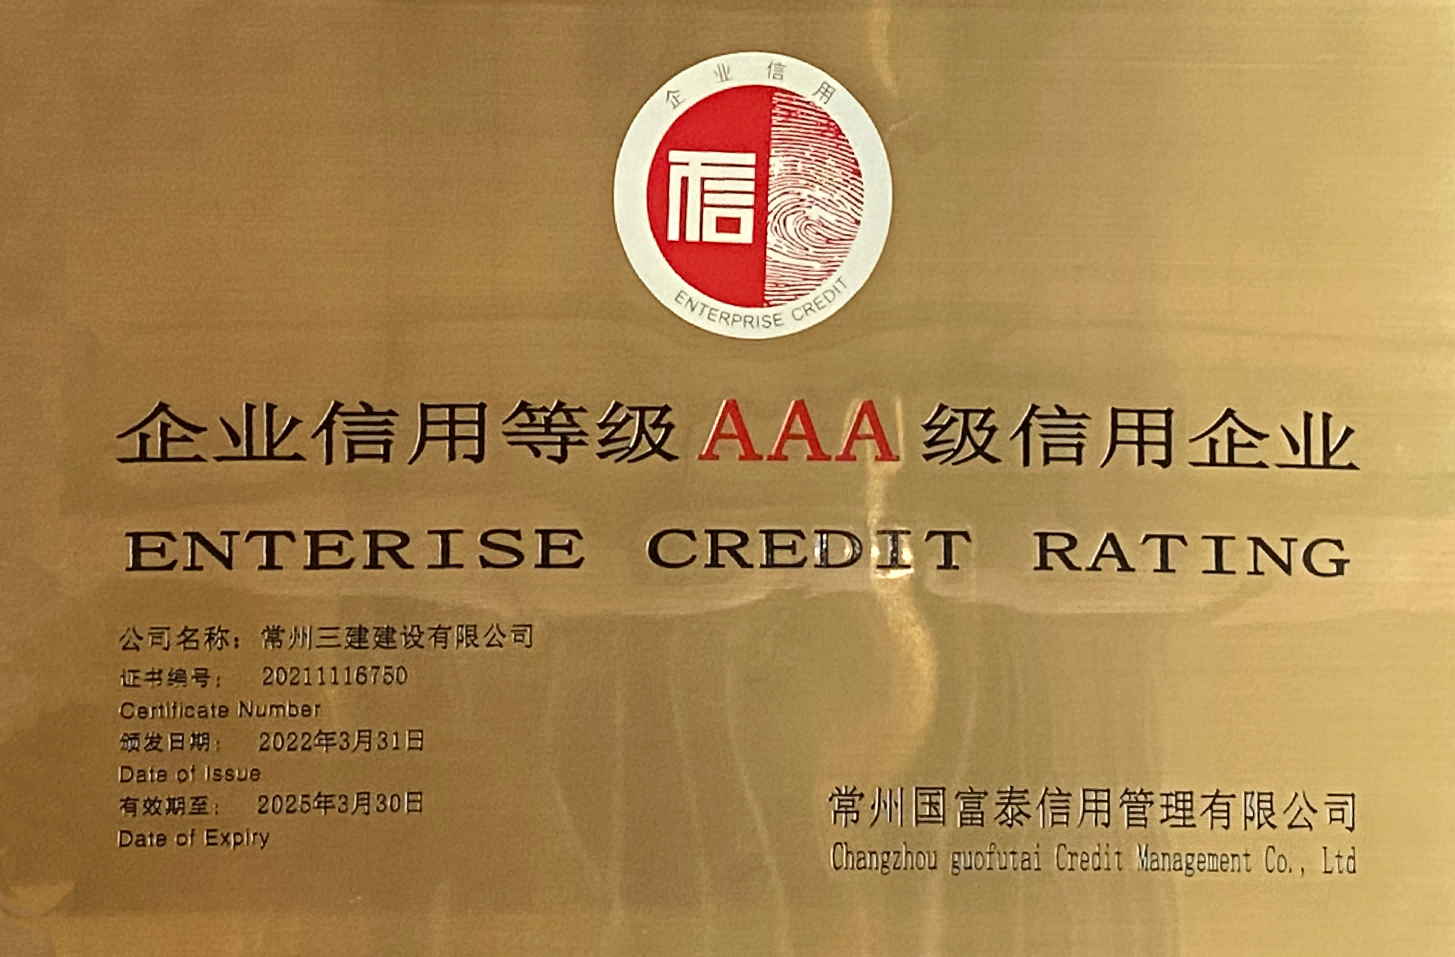 企业信用
信
ENTERPRISE CREDIT
企业信用等级AAA级信用企业
ENTERISE CREDIT RATING
公司名称：常州三建建设有限公司
证书编号： 20211116750
Certificate Number
颁发日期： 2022年3月31日
Date of Issue
有效期至： 2025年3月30日
Date of Expiry
常州国富泰信用管理有限公司
Changzhou guofutai Credit Management Co., Ltd